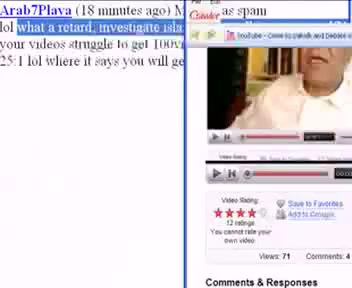 Arab7Playa (18 minutes ago) M as spam
lol what a retard, investigate isla
your videos struggle to get 100vi
25:1 lol where it says you will ge
YouTube - Come to Paltalk and Debate
Video Rating:
12 ratings
You cannot rate your
own video
Save to Favorites
Add to Groups
Views: 71 Comments: 4
Comments & Responses